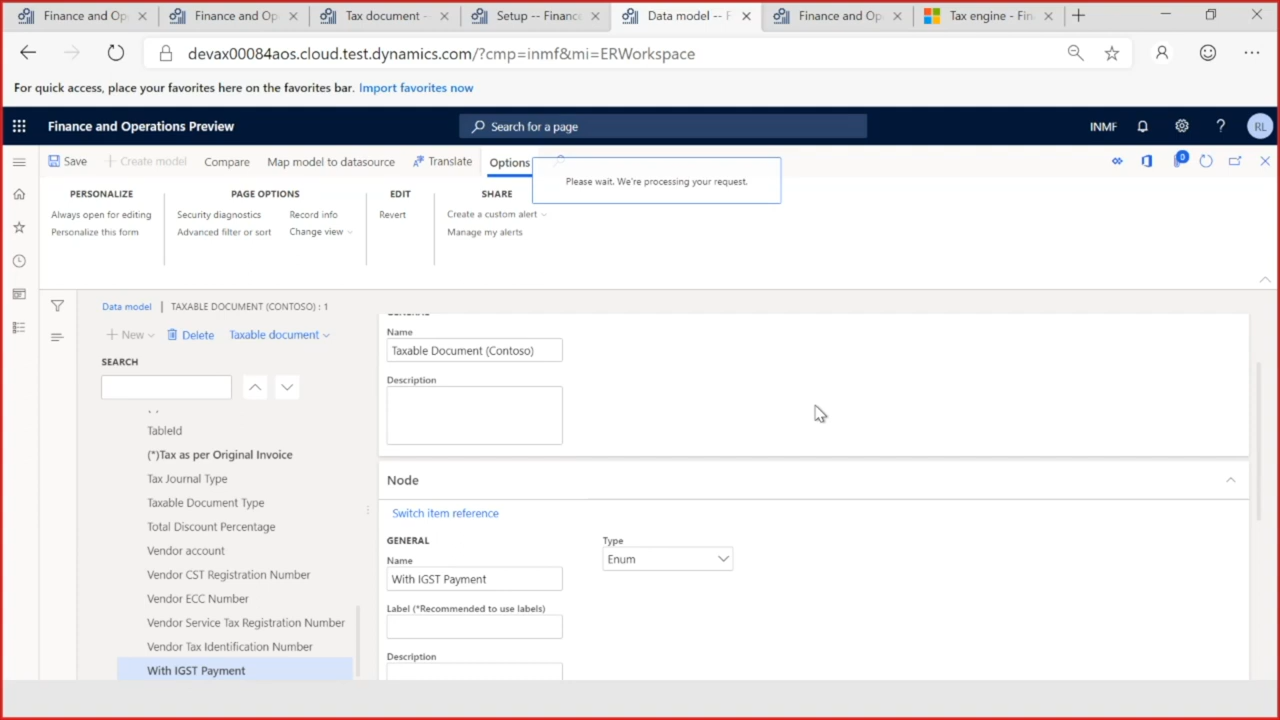 Finance and Op
Finance and Op
Tax document -
Setup -- Finance
Data model -- F
Finance and Op
Tax engine - Fin
devax00084aos.cloud.test.dynamics.com/?cmp=inmf&mi=ERWorkspace
For quick access, place your favorites here on the favorites bar. Import favorites now
Finance and Operations Preview
Search for a page
INMF
RL
Save
Create model
Compare
Map model to datasource
Translate
Options
0
Please wait. We're processing your request.
PERSONALIZE
Always open for editing
Personalize this form
PAGE OPTIONS
Security diagnostics
Record info
Advanced filter or sort
Change view
EDIT
Revert
SHARE
Create a custom alert
Manage my alerts
Data model | TAXABLE DOCUMENT (CONTOSO) : 1
New
Delete
Taxable document
SEARCH
TableId
(*)Tax as per Original Invoice
Tax Journal Type
Taxable Document Type
Total Discount Percentage
Vendor account
Vendor CST Registration Number
Vendor ECC Number
Vendor Service Tax Registration Number
Vendor Tax Identification Number
With IGST Payment
Name
Taxable Document (Contoso)
Description
Node
Switch item reference
GENERAL
Name
With IGST Payment
Type
Enum
Label (*Recommended to use labels)
Description